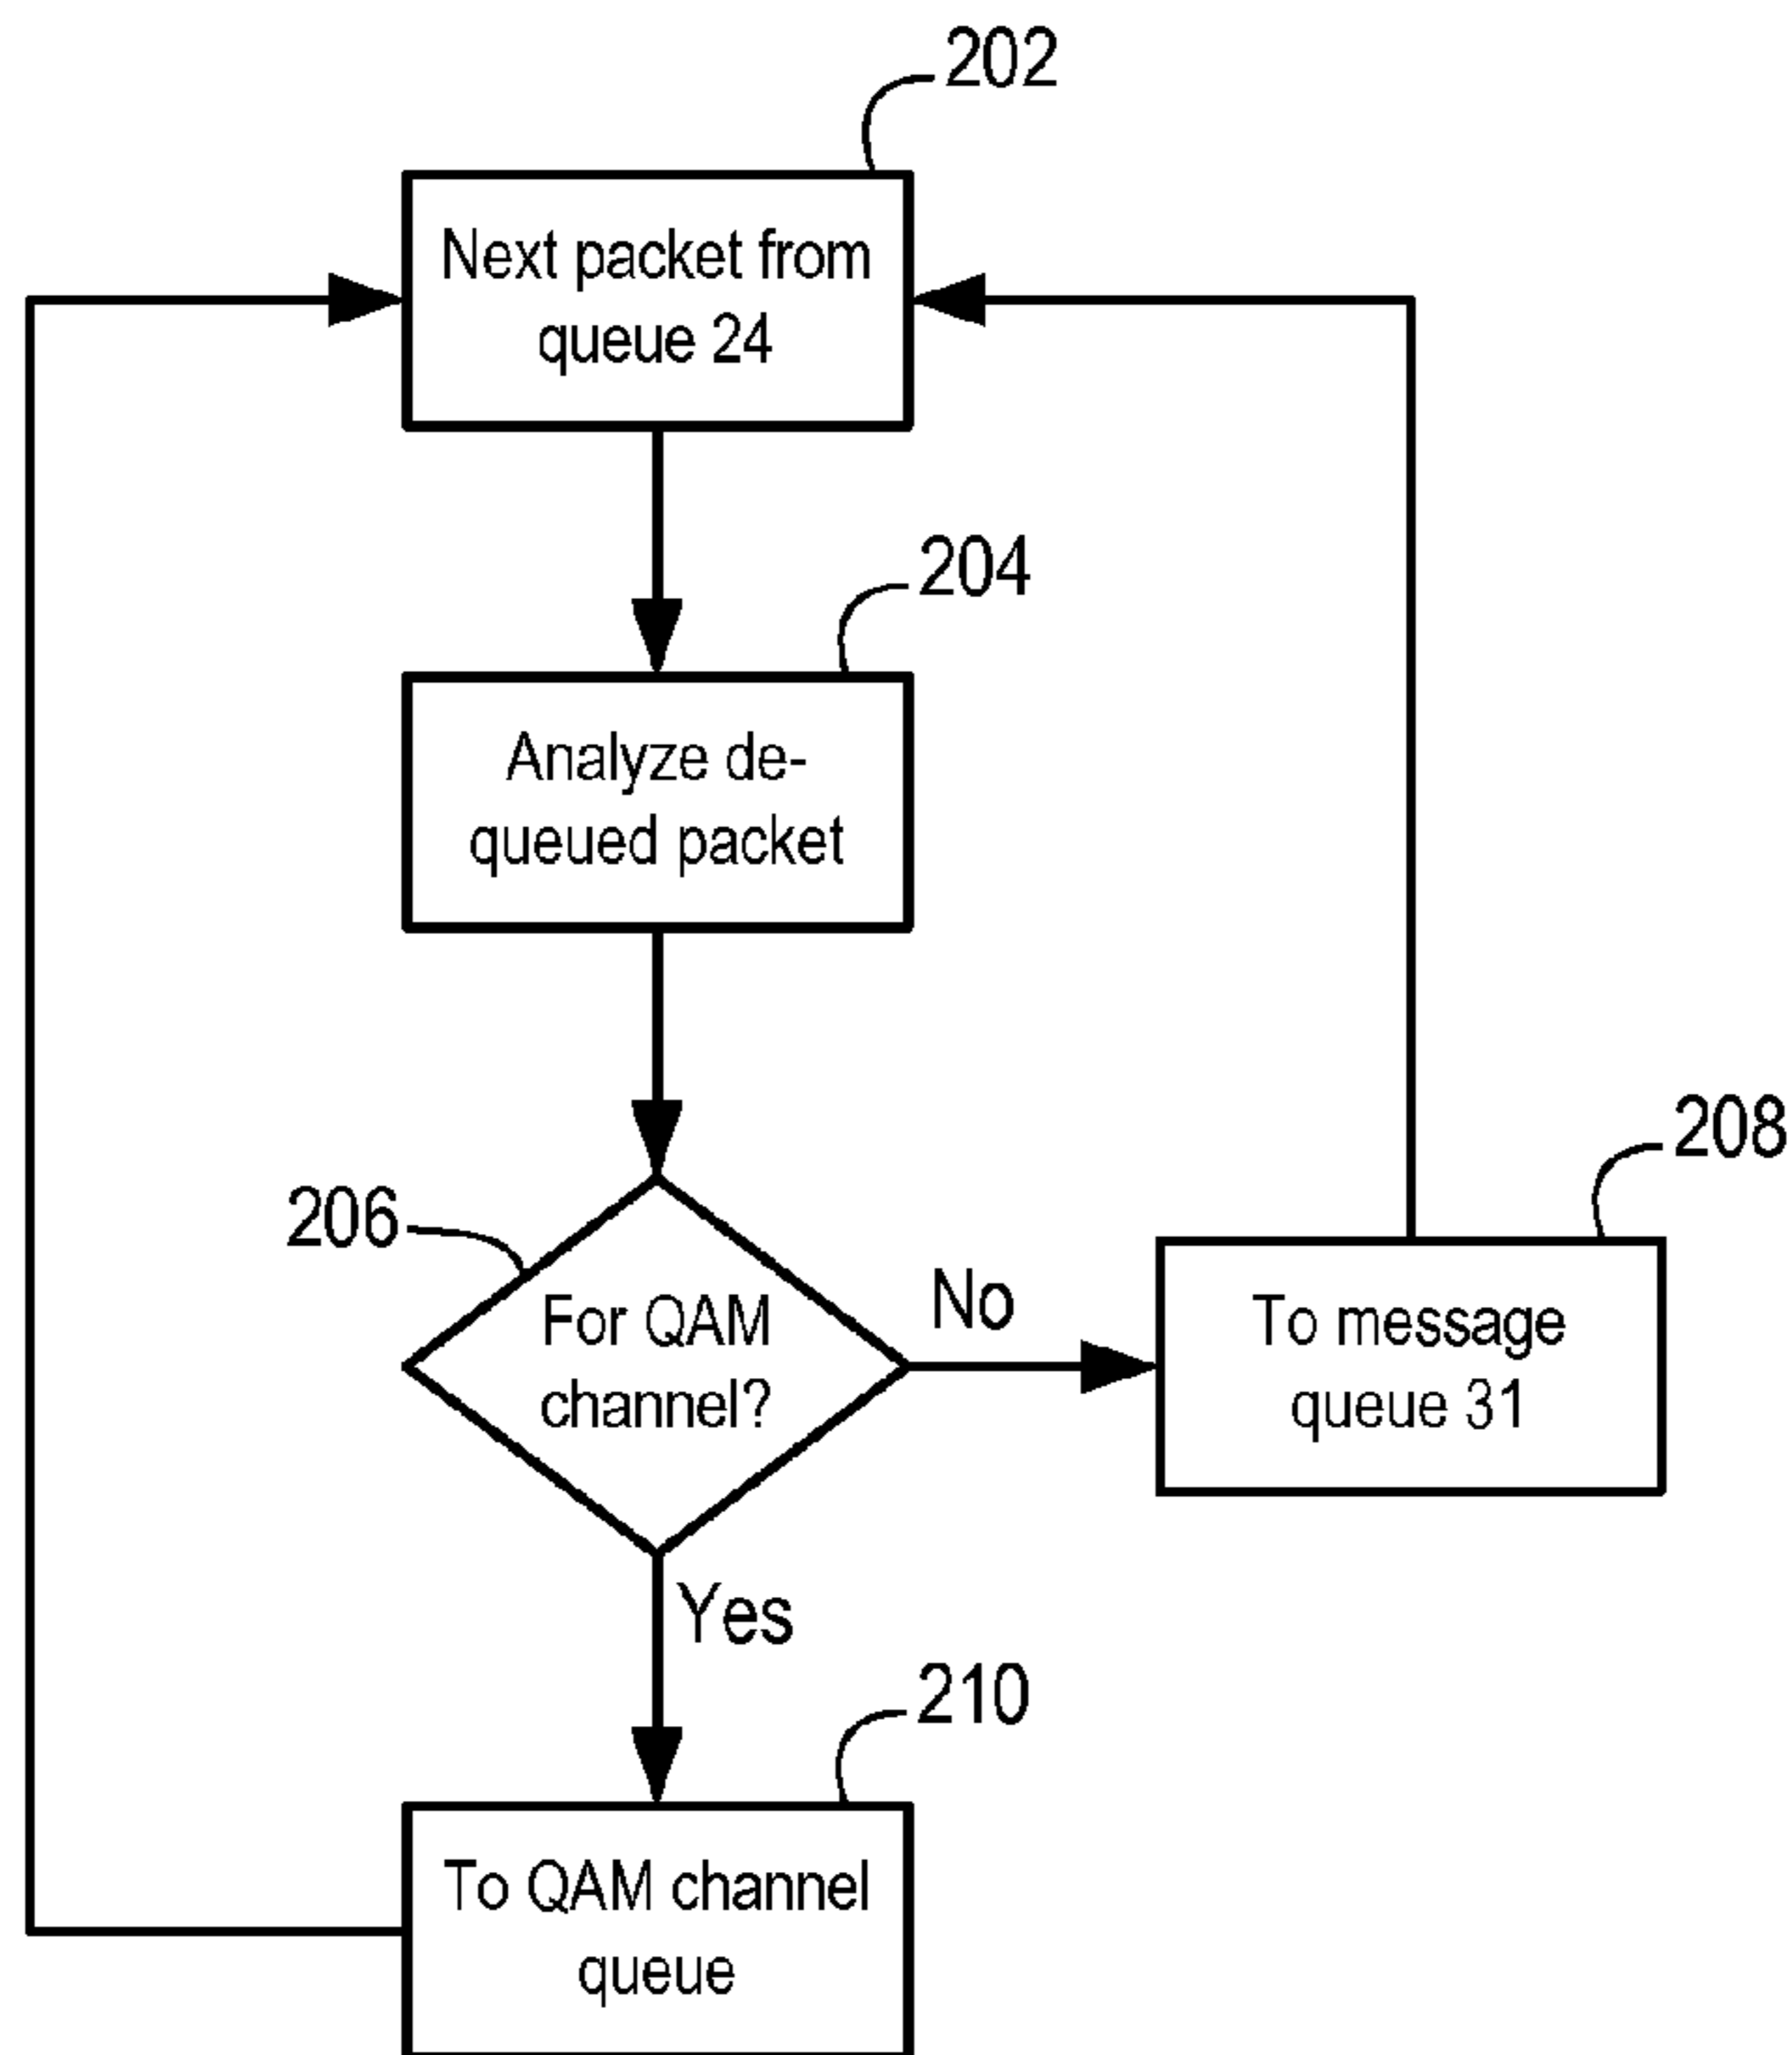 202
Next packet from
queue 24
204
Analyze de-
queued packet
206
For QAM
channel?
No
208
To message
queue 31
Yes
210
To QAM channel
queue